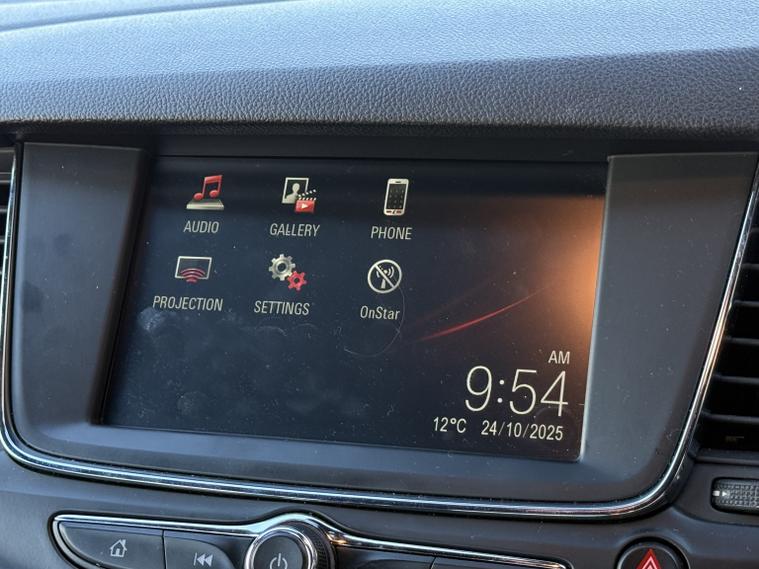 AUDIO GALLERY PHONE
PROJECTION SETTINGS OnStar
AM
9:54
12°C 24/10/2025